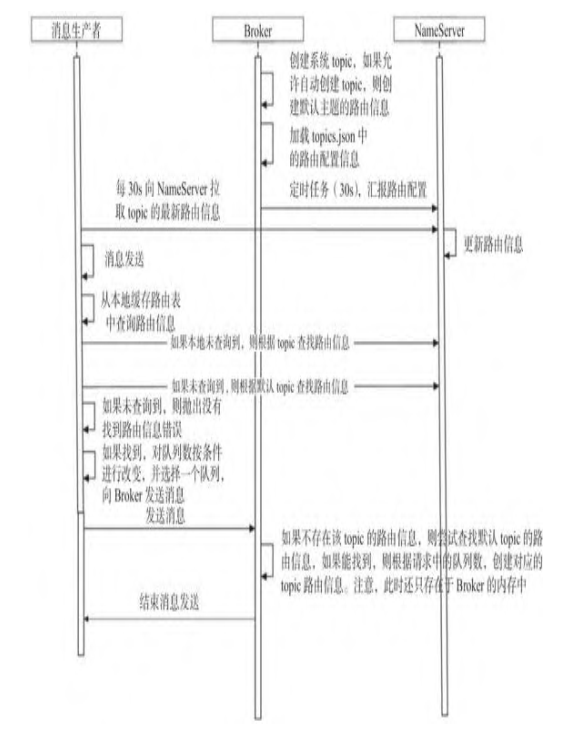 消息生产者
Broker
NameServer
创建系统 topic，如果允
许自动创建 topic，则创
建默认主题的路由信息
加载 topics.json 中
的路由配置信息
每 30s 向 NameServer 拉
取 topic 的最新路由信息
定时任务（30s），汇报路由配置
更新路由信息
消息发送
从本地缓存路由表
中查询路由信息
如果本地未查询到，则根据 topic 查找路由信息
如果未查询到，则根据默认 topic 查找路由信息
如果未查询到，则抛出没有
找到路由信息错误
如果找到，对队列数按条件
进行改变，并选择一个队列，
向 Broker 发送消息
发送消息
如果不存在该 topic 的路由信息，则尝试查找默认 topic 的路
由信息，如果能找到，则根据请求中的队列数，创建对应的
topic 路由信息。注意，此时还只存在于 Broker 的内存中
结束消息发送